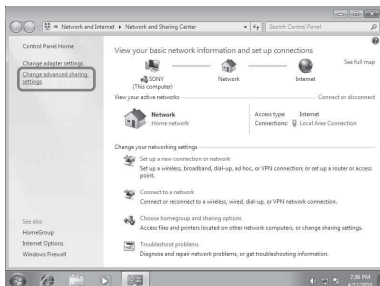 « Network and Internet ▸ Network and Sharing Center
Search Control Panel
Control Panel Home
Change adapter settings
Change advanced sharing settings
See also
HomeGroup
Internet Options
Windows Firewall
View your basic network information and set up connections
See full map
SONY
(This computer)
Network
Internet
View your active networks
Connect or disconnect
Network
Home network
Access type: Internet
Connections: Local Area Connection
Change your networking settings
Set up a new connection or network
Set up a wireless, broadband, dial-up, ad hoc, or VPN connection; or set up a router or access
point.
Connect to a network
Connect or reconnect to a wireless, wired, dial-up, or VPN network connection.
Choose homegroup and sharing options
Access files and printers located on other network computers, or change sharing settings.
Troubleshoot problems
Diagnose and repair network problems, or get troubleshooting information.
7:36 PM